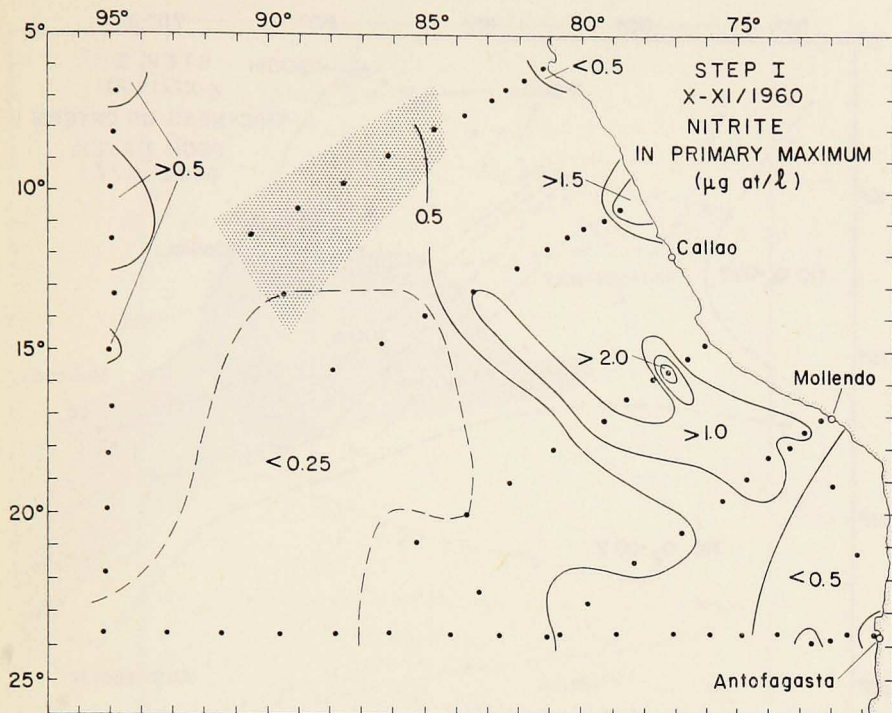 95° 90° 85° 80° 75°
5°
<0.5
STEP I
X-XI/1960
NITRITE
IN PRIMARY MAXIMUM
(µg at/ℓ)
>0.5
10°
0.5
>1.5
Callao
15°
>2.0
Mollendo
>1.0
<0.25
20°
<0.5
25°
Antofagasta